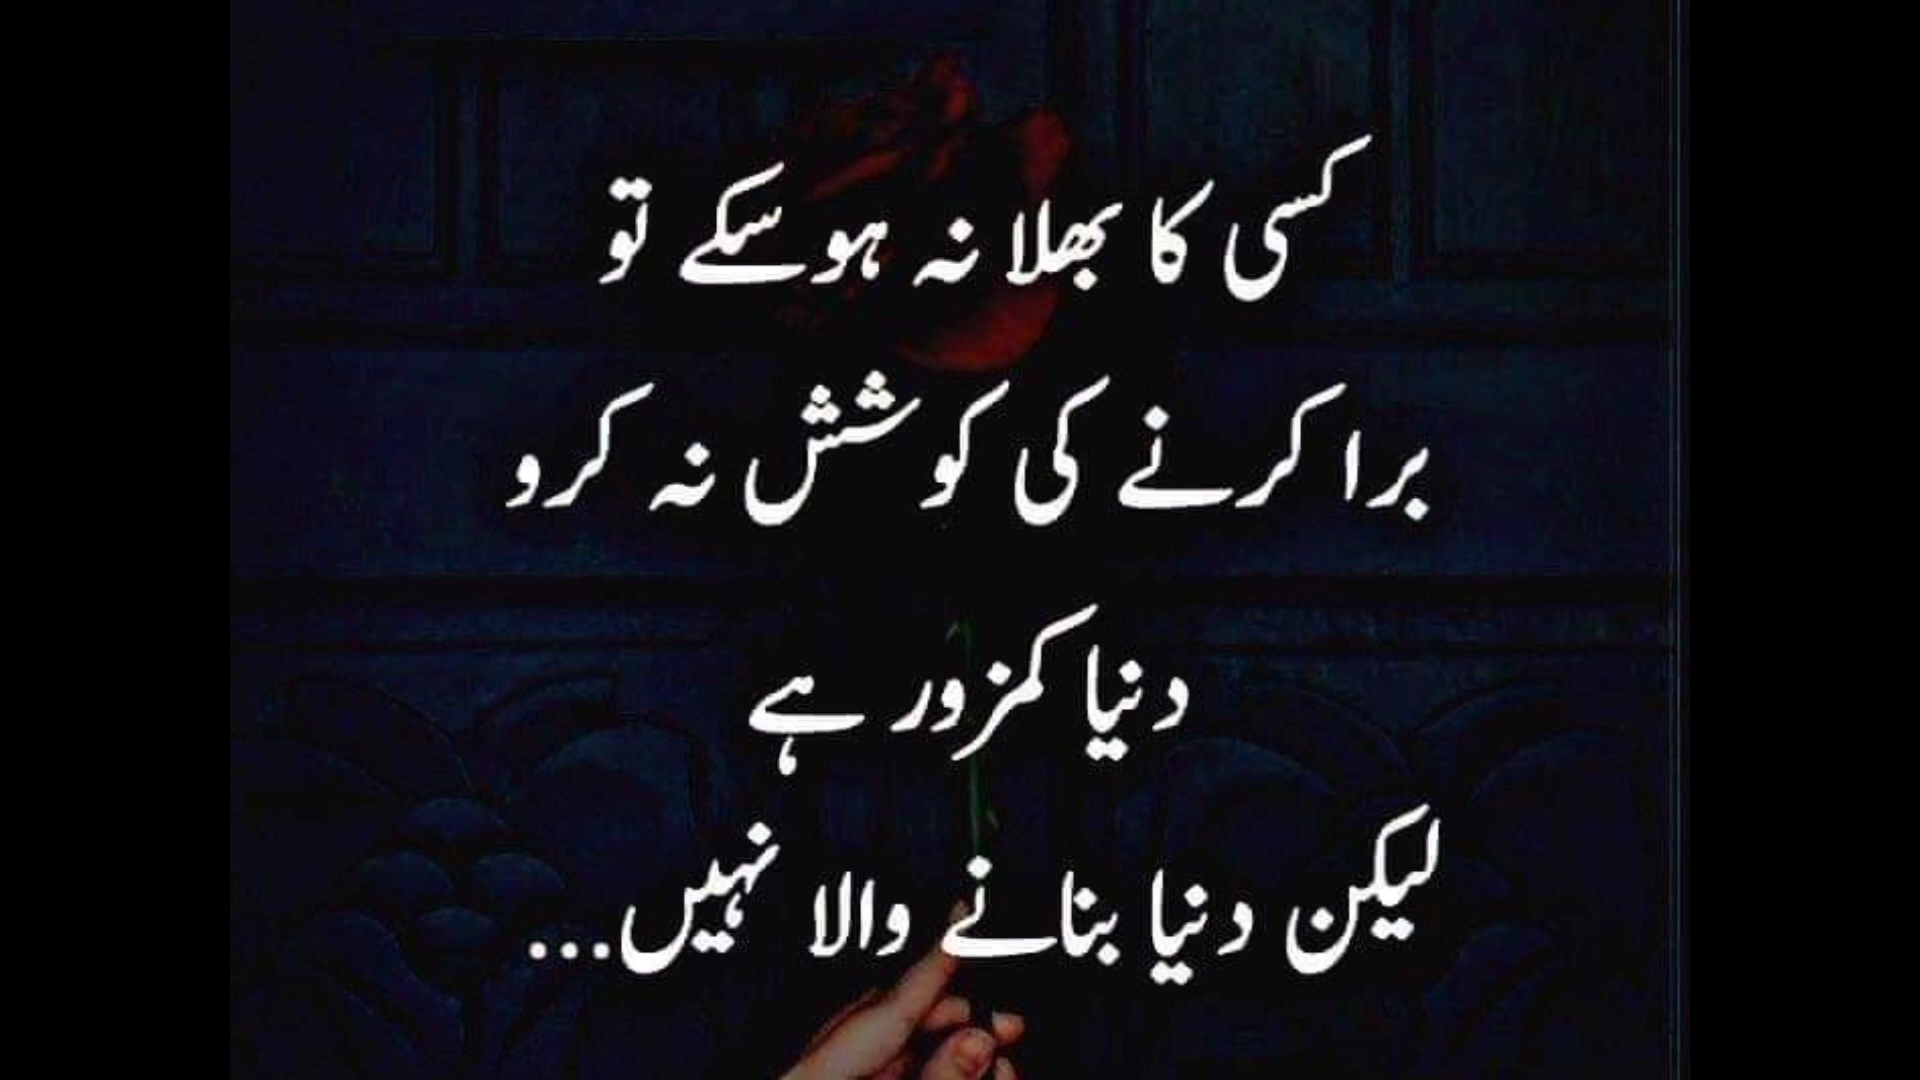 کسی کا بھلا نہ ہو سکے تو
برا کرنے کی کوشش نہ کرو
دنیا کمزور ہے
لیکن دنیا بنانے والا نہیں...